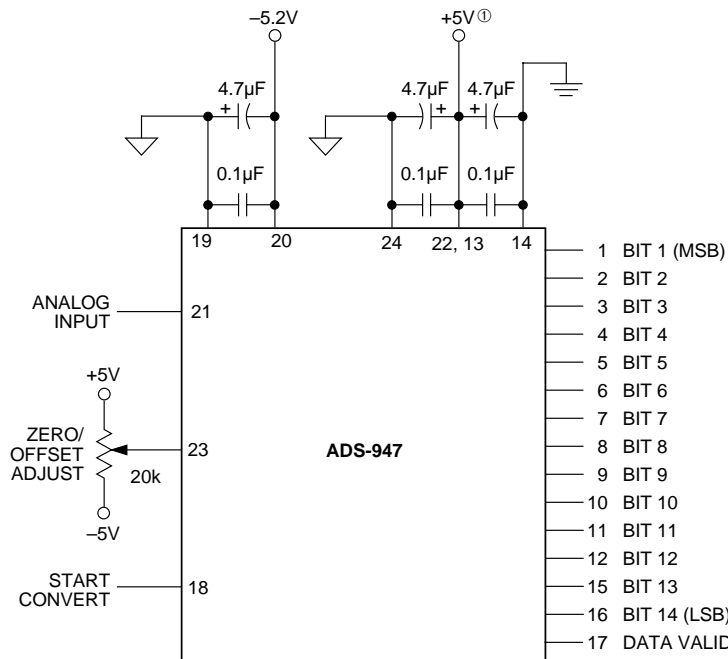 –5.2V
+5V ①
4.7µF
4.7µF
4.7µF
+
+
+
0.1µF
0.1µF
0.1µF
19
20
24
22, 13
14
1 BIT 1 (MSB)
2 BIT 2
3 BIT 3
4 BIT 4
5 BIT 5
6 BIT 6
7 BIT 7
8 BIT 8
9 BIT 9
10 BIT 10
11 BIT 11
12 BIT 12
15 BIT 13
16 BIT 14 (LSB)
17 DATA VALID
ANALOG
INPUT
21
+5V
ZERO/
OFFSET
ADJUST
20k
–5V
23
ADS-947
START
CONVERT
18